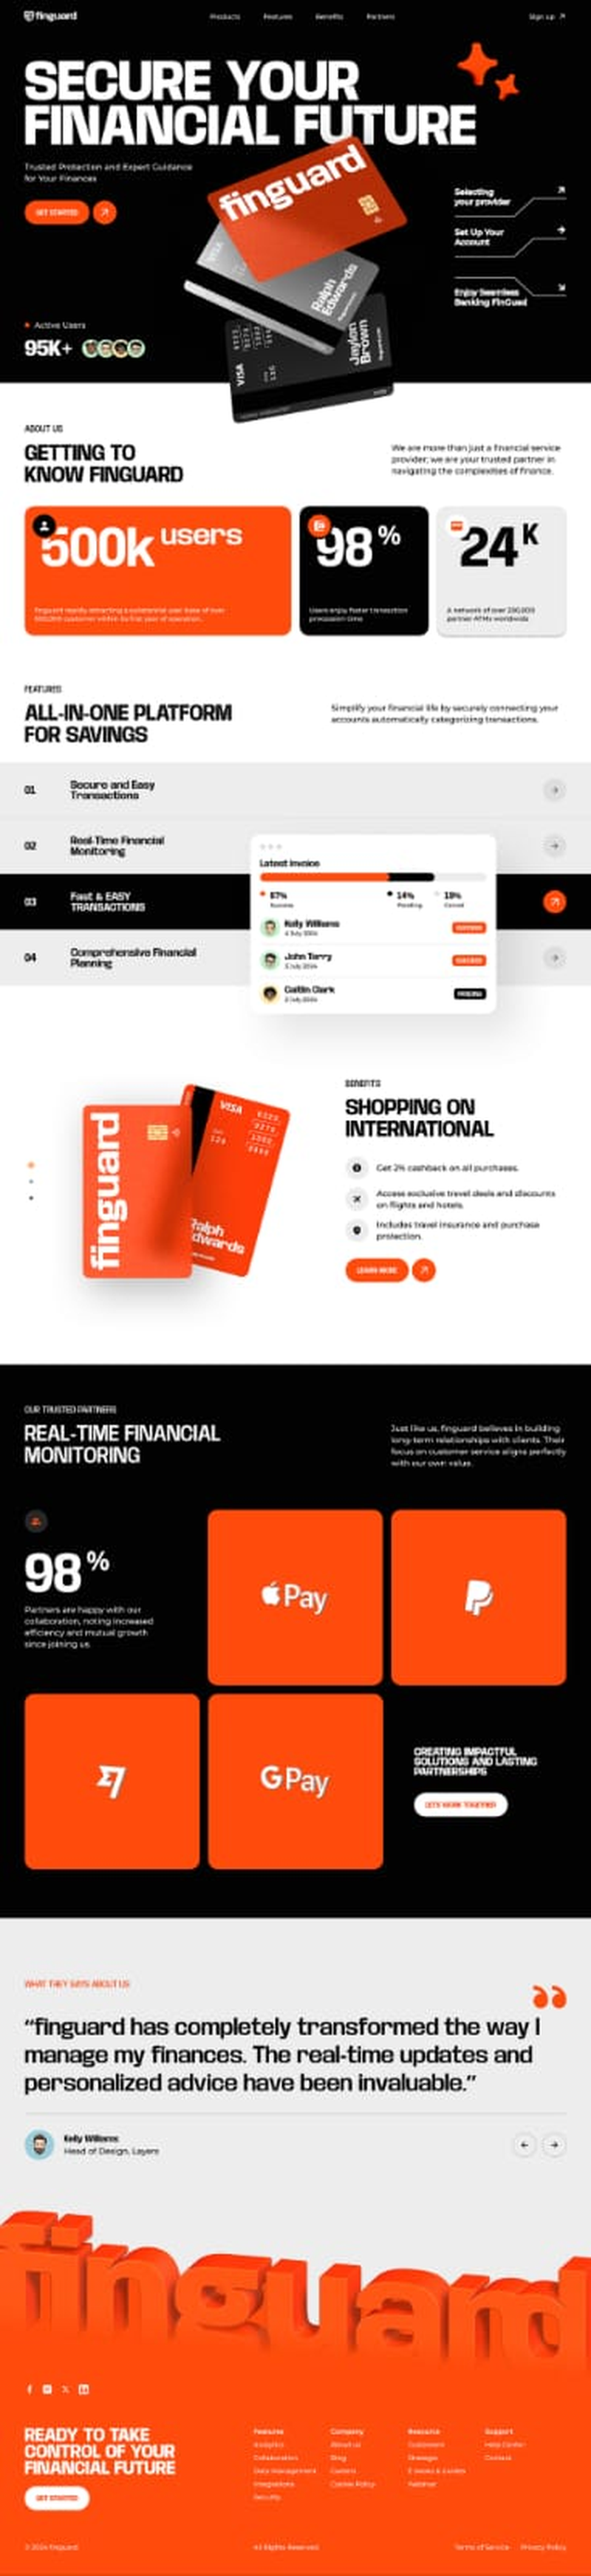 finguard
Products Features Benefits Partners
Sign up
SECURE YOUR
FINANCIAL FUTURE
Trusted Protection and Expert Guidance
for Your Finances
GET STARTED
finguard
Selecting
your provider
Set Up Your
Account
Enjoy Seamless
Banking FinGuad
VISA
Ralph
Edwards
Jaylon
Brown
VISA
Active Users
95K+
ABOUT US
GETTING TO
KNOW FINGUARD
We are more than just a financial service
provider; we are your trusted partner in
navigating the complexities of finance.
500k users
finguard rapidly attracting a substantial user base of over
500,000 customer within its first year of operation.
98%
Users enjoy faster transaction
24K
A network of over
partner ATMs worldwide
FEATURES
ALL-IN-ONE PLATFORM
FOR SAVINGS
Simplify your financial life by securely connecting your
accounts automatically categorizing transactions.
01 Secure and Easy
Transactions
02 Real-Time Financial
Monitoring
03 Fast & EASY
TRANSACTIONS
04 Comprehensive Financial
Planning
Latest invoice
67% 14% 19%
Success Pending
Kelly Williams
4 July 2024
John Terry
Caitlin Clark
finguard
VISA
Ralph
Edwards
BENEFITS
SHOPPING ON
INTERNATIONAL
Get 2% cashback on all purchases.
Access exclusive travel deals and discounts
on flights and hotels.
Includes travel insurance and purchase
protection.
LEARN MORE
OUR TRUSTED PARTNERS
REAL-TIME FINANCIAL
MONITORING
Just like us, finguard believes in building
long-term relationships with clients. Their
focus on customer service aligns perfectly
with our own value.
98%
Partners are happy with our
collaboration, noting increased
efficiency and mutual growth
since joining us.
Pay
G Pay
CREATING IMPACTFUL
SOLUTIONS AND LASTING
PARTNERSHIPS
LET'S WORK TOGETHER
WHAT THEY SAYS ABOUT US
“finguard has completely transformed the way I
manage my finances. The real-time updates and
personalized advice have been invaluable.”
Kelly Williams
Head of Design, Layers
finguard
READY TO TAKE
CONTROL OF YOUR
FINANCIAL FUTURE
GET STARTED
Features
Analytics
Collaboration
Data Management
Integrations
Security
Company
About us
Blog
Careers
Cookie Policy
Resource
Customers
Strategic
E-books & Guides
Webinar
Support
Help Center
Contact
© 2024 finguard
All Rights Reserved
Terms of Service Privacy Policy